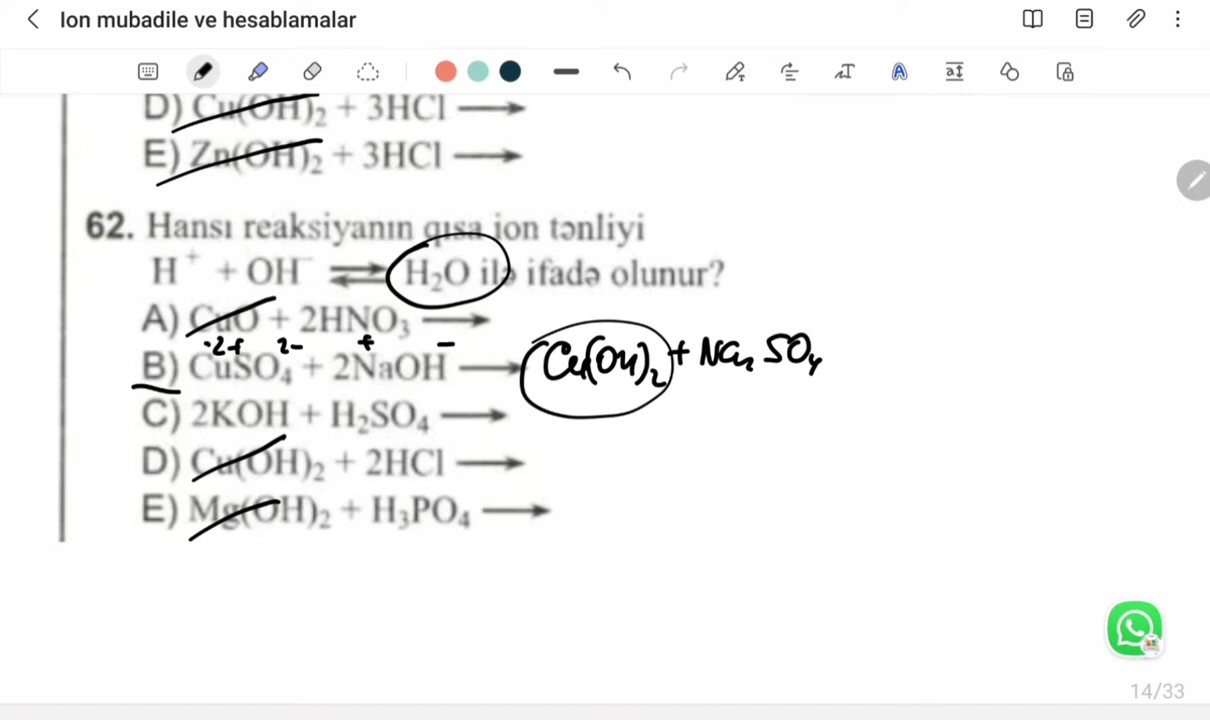 Ion mubadile ve hesablamalar
D) Cu(OH)₂ + 3HCl ⟶
E) Zn(OH)₂ + 3HCl ⟶
62. Hansı reaksiyanın qısa ion tənliyi
H⁺ + OH⁻ ⇌ H₂O ilə ifadə olunur?
A) CuO + 2HNO₃ ⟶
2+ 2- + -
B) CuSO₄ + 2NaOH ⟶ Cu(OH)₂ + Na₂SO₄
C) 2KOH + H₂SO₄ ⟶
D) Cu(OH)₂ + 2HCl ⟶
E) Mg(OH)₂ + H₃PO₄ ⟶
14/33